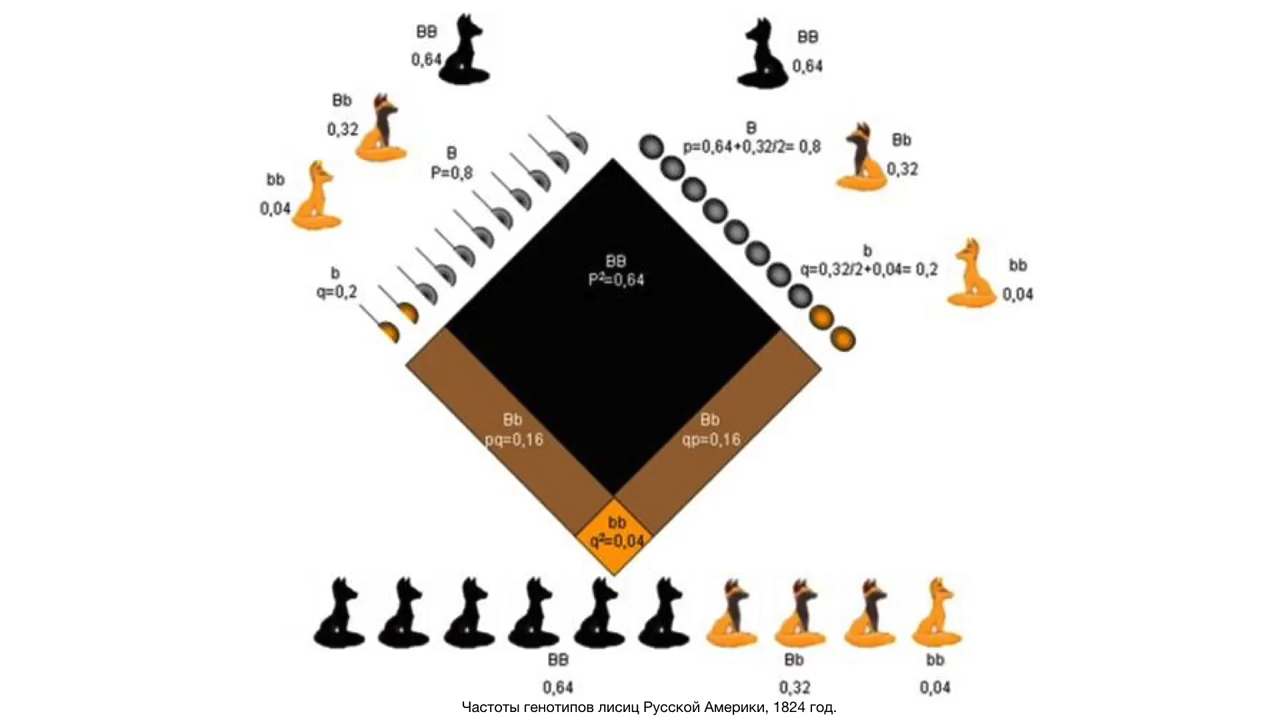 BB
0,64
BB
0,64
Bb
0,32
B
P=0,8
B
p=0,64+0,32/2= 0,8
Bb
0,32
bb
0,04
b
q=0,2
BB
P²=0,64
b
q=0,32/2+0,04= 0,2
bb
0,04
Bb
pq=0,16
Bb
qp=0,16
bb
q²=0,04
BB
0,64
Bb
0,32
bb
0,04
Частоты генотипов лисиц Русской Америки, 1824 год.